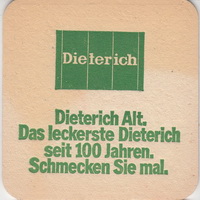 Dieterich
Dieterich Alt.
Das leckerste Dieterich
seit 100 Jahren.
Schmecken Sie mal.